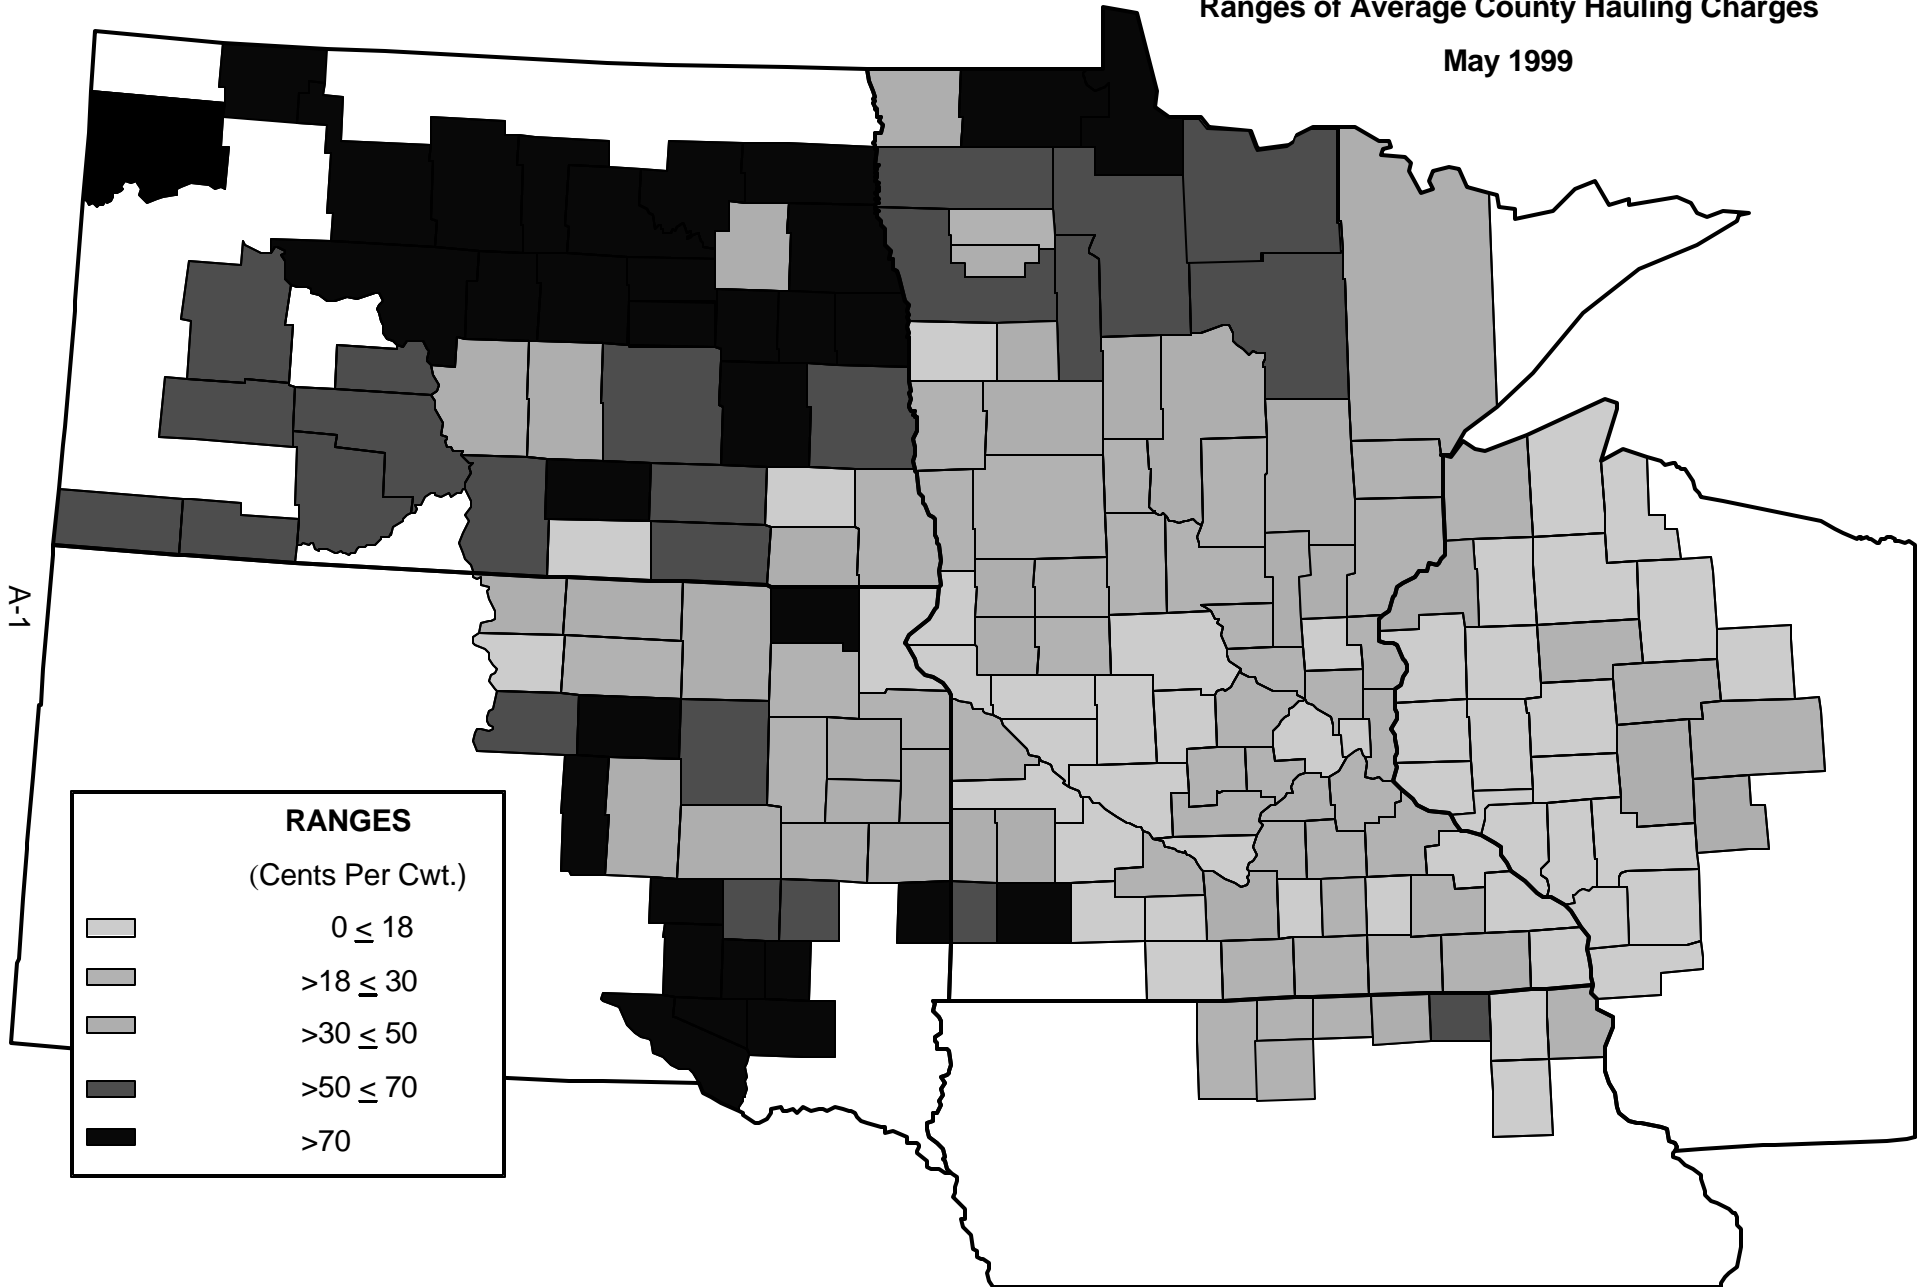 Ranges of Average County Hauling Charges
May 1999
A-1
RANGES
(Cents Per Cwt.)
0 ≤ 18
>18 ≤ 30
>30 ≤ 50
>50 ≤ 70
>70